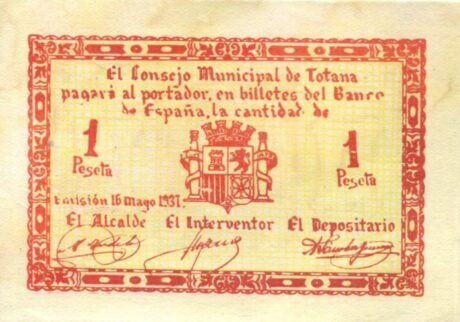 El Consejo Municipal de Totana
pagará al portador, en billetes del Banco
de España, la cantidad de
1 1
Peseta Peseta
Emisión 16 mayo 1937.
El Alcalde El Interventor El Depositario